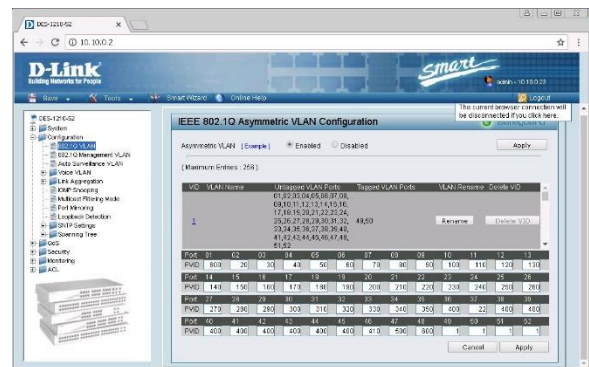 DES-1210-52
10.10.0.2
D-Link
Building Networks for People
Smart
admin - 10.10.0.23
Save
Tools
Smart Wizard
Online Help
Logout
The current browser connection will
be disconnected if you click here.
DES-1210-52
System
Configuration
802.1Q VLAN
802.1Q Management VLAN
Auto Surveillance VLAN
Voice VLAN
Link Aggregation
IGMP Snooping
Multicast Filtering Mode
Port Mirroring
Loopback Detection
SNTP Settings
Spanning Tree
QoS
Security
Monitoring
ACL
IEEE 802.1Q Asymmetric VLAN Configuration
Asymmetric VLAN [ Example ] Enabled Disabled Apply
( Maximum Entries : 256 )
VID VLAN Name Untagged VLAN Ports Tagged VLAN Ports VLAN Rename Delete VID
01,02,03,04,05,06,07,08,
09,10,11,12,13,14,15,16,
17,18,19,20,21,22,23,24,
1 25,26,27,28,29,30,31,32, 49,50 Rename Delete VID
33,34,35,36,37,38,39,40,
41,42,43,44,45,46,47,48,
51,52
Port 01 02 03 04 05 06 07 08 09 10 11 12 13
PVID 600 20 30 40 50 60 70 80 90 100 110 120 130
Port 14 15 16 17 18 19 20 21 22 23 24 25 26
PVID 140 150 160 170 180 190 200 210 220 230 240 250 260
Port 27 28 29 30 31 32 33 34 35 36 37 38 39
PVID 270 280 290 300 310 320 330 340 350 400 22 480 480
Port 40 41 42 43 44 45 46 47 48 49 50 51 52
PVID 400 400 400 400 400 460 410 500 600 1 1 1 1
Cancel Apply